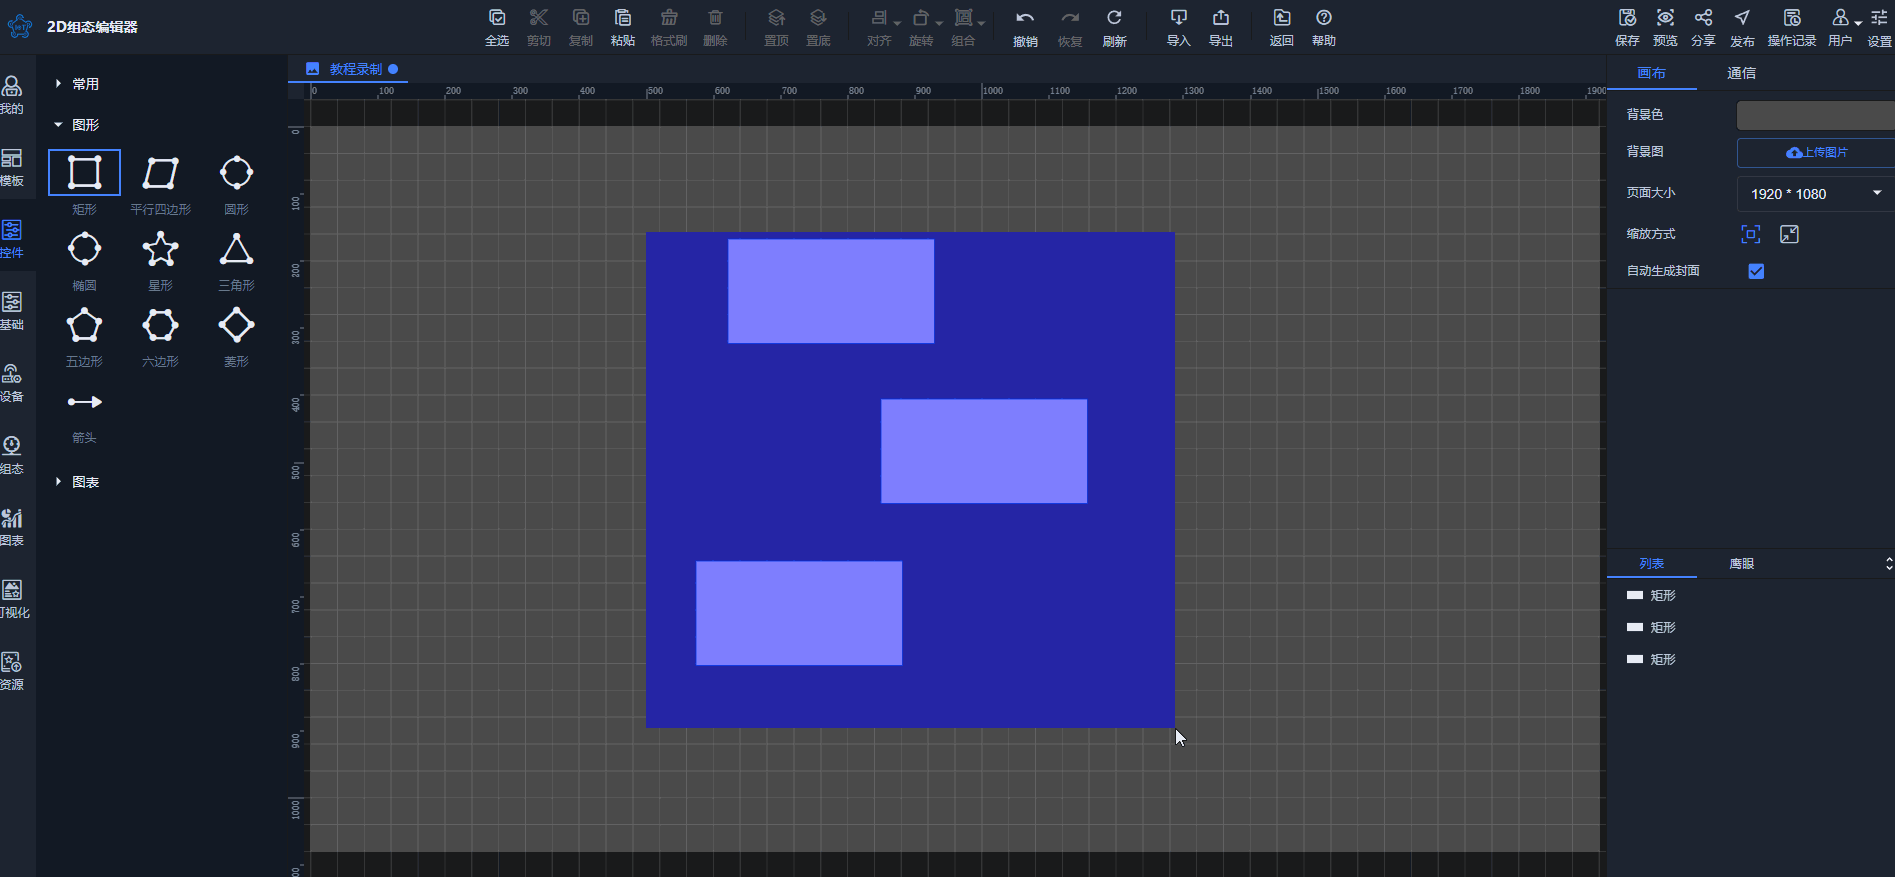 2D组态编辑器
全选 剪切 复制 粘贴 格式刷 删除 置顶 置底 对齐 旋转 组合 撤销 恢复 刷新 导入 导出 返回 帮助 保存 预览 分享 发布 操作记录 用户 设置
我的
模板
控件
基础
设备
组态
图表
可视化
资源
常用
图形
矩形 平行四边形 圆形
椭圆 星形 三角形
五边形 六边形 菱形
箭头
图表
教程录制
0 100 200 300 400 500 600 700 800 900 1000 1100 1200 1300 1400 1500 1600 1700 1800 1900
0
100
200
300
400
500
600
700
800
900
1000
画布 通信
背景色
背景图 上传图片
页面大小 1920 * 1080
缩放方式
自动生成封面
列表 鹰眼
矩形
矩形
矩形